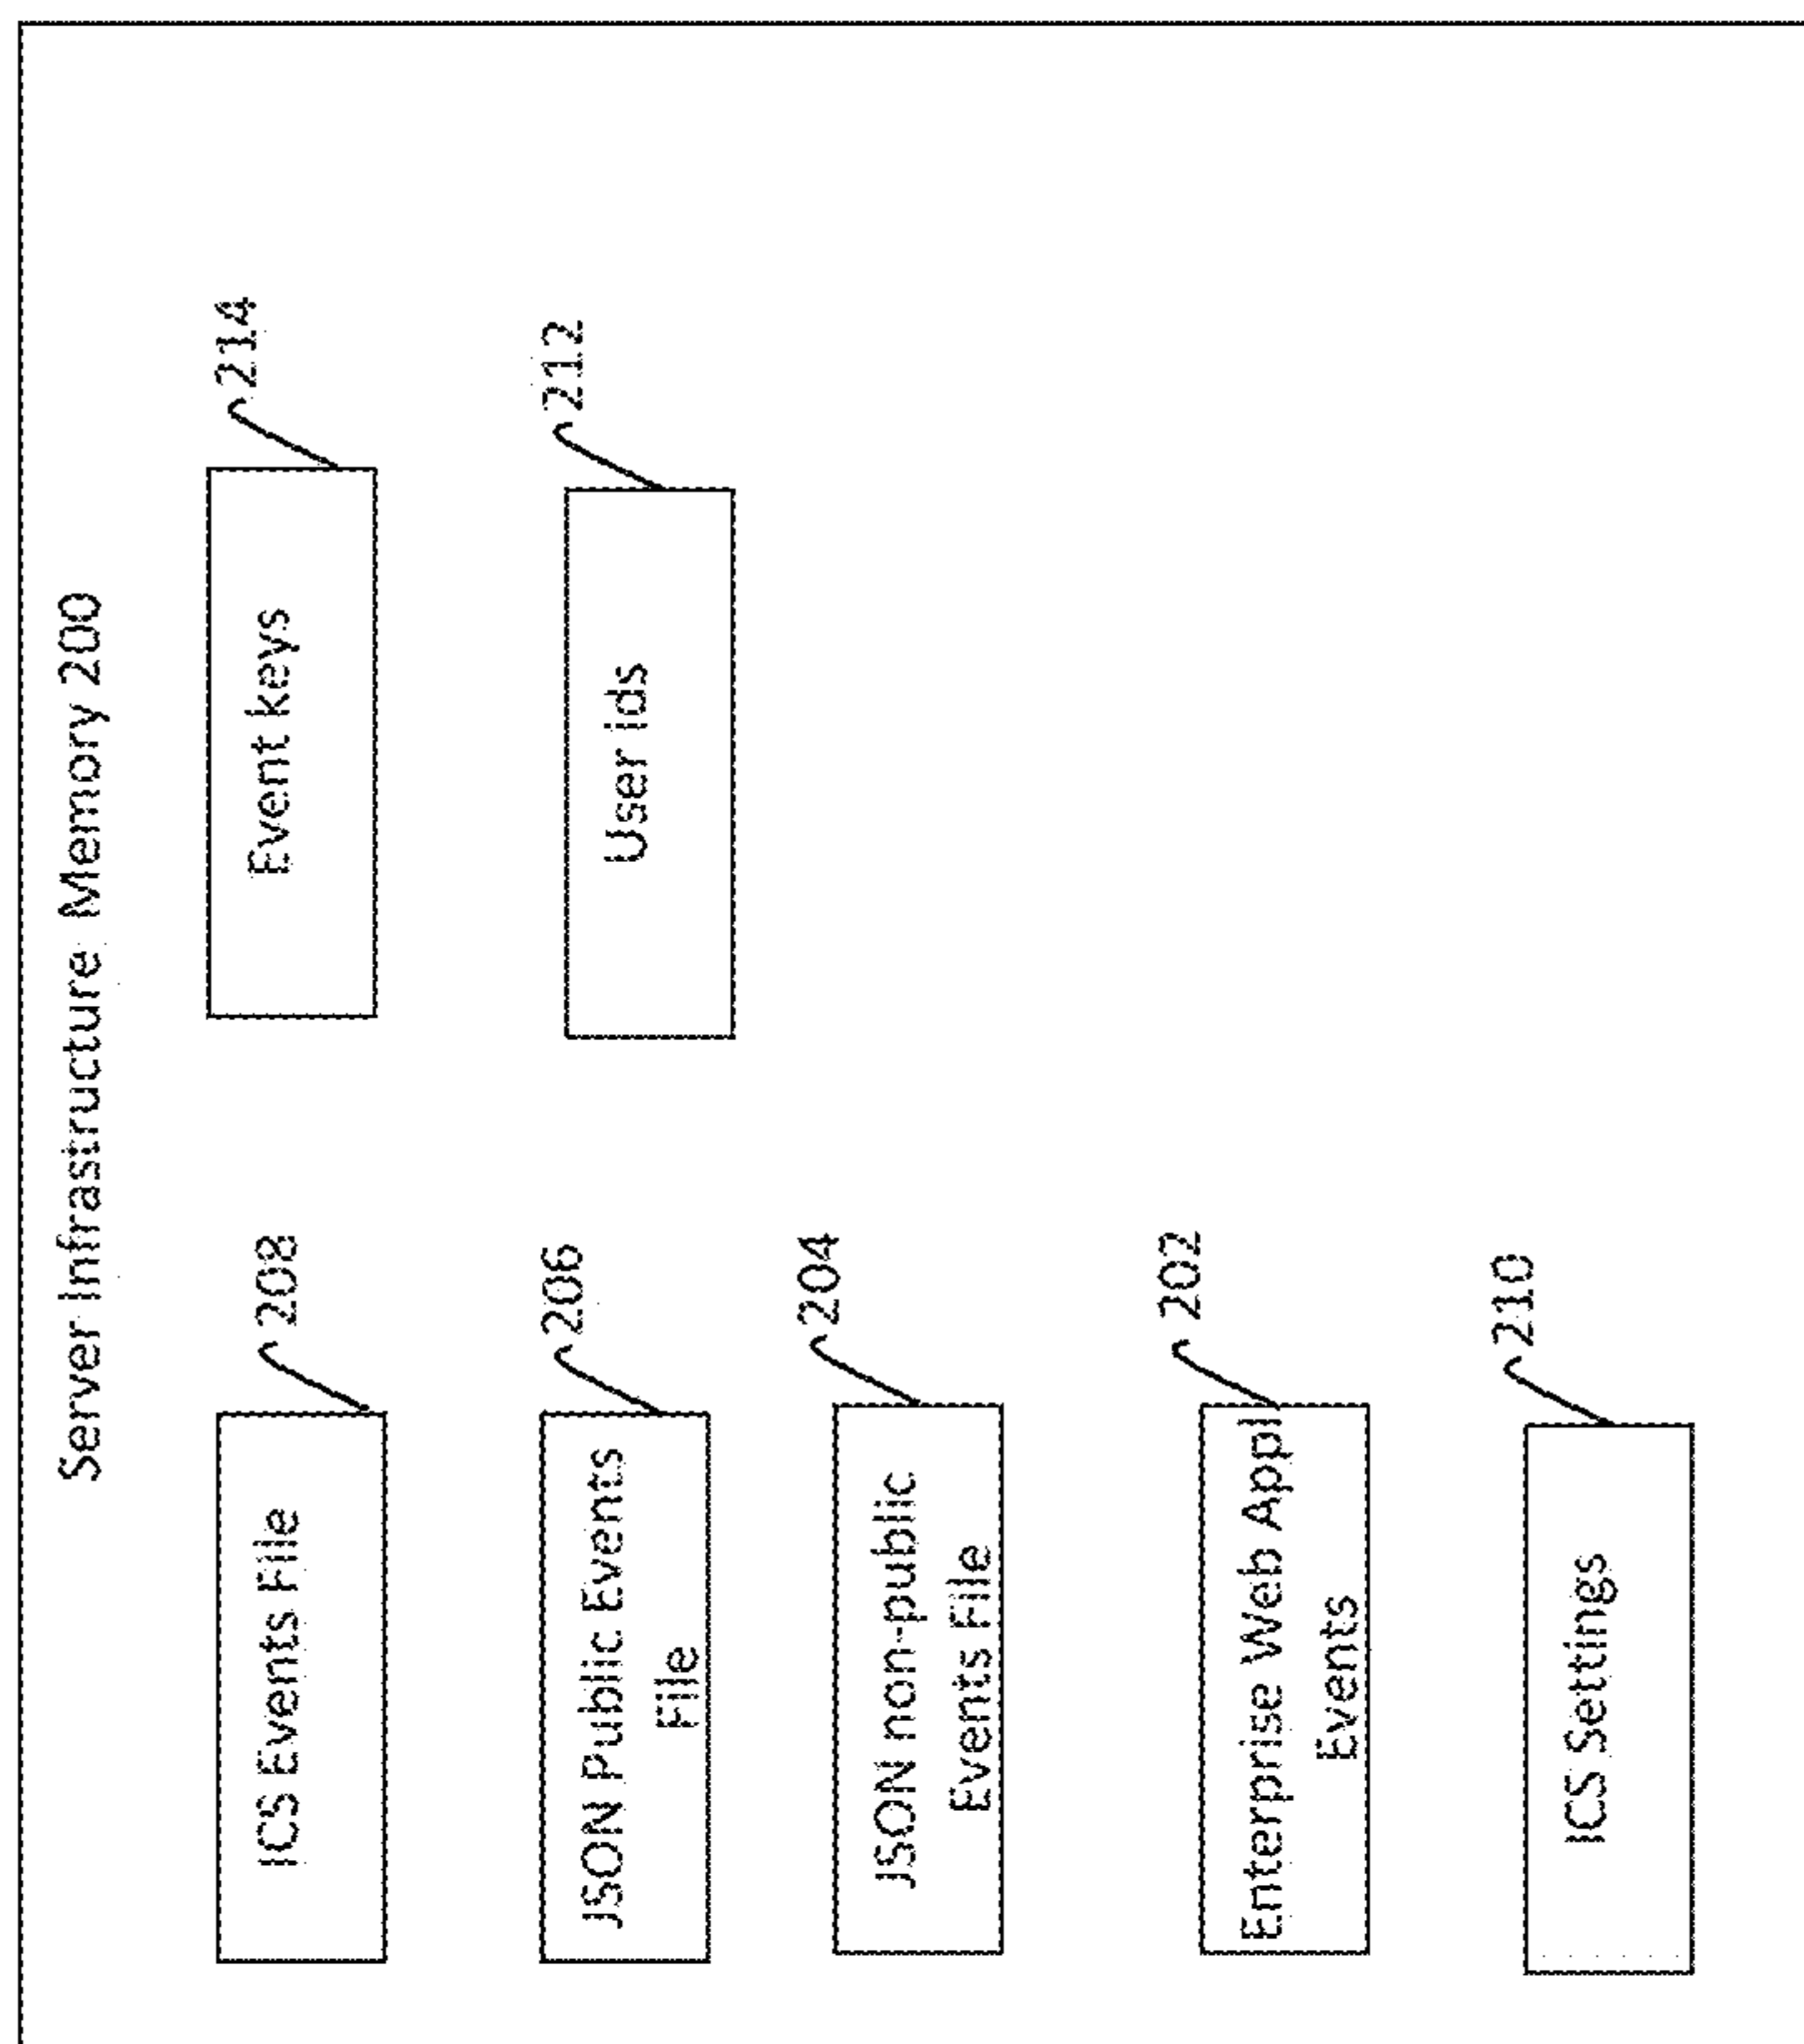 Server Infrastructure Memory 200
ICS Events File
208
Event keys
214
JSON Public Events
File
206
User ids
212
JSON non-public
Events File
204
Enterprise Web Appl
Events
202
ICS Settings
210